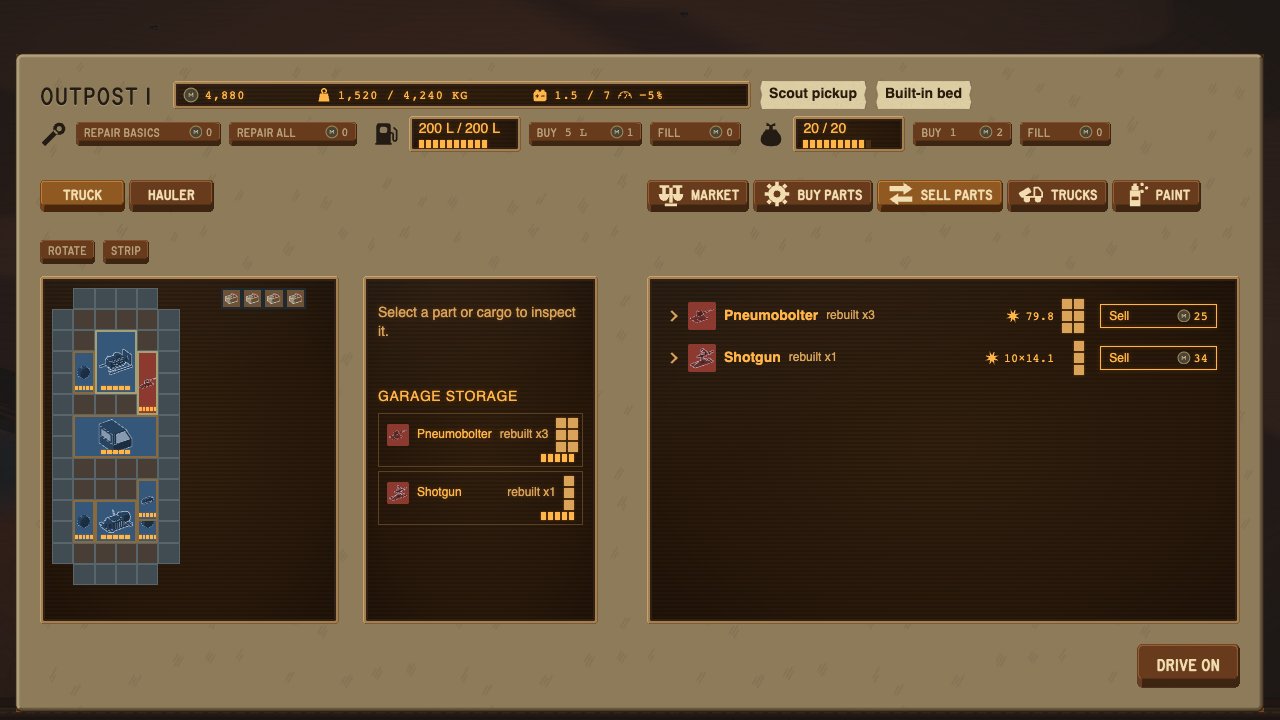 OUTPOST I
4,880
1,520 / 4,240 KG
1.5 / 7 -5%
Scout pickup
Built-in bed
REPAIR BASICS M 0
REPAIR ALL M 0
200 L / 200 L
BUY 5 L M 1
FILL M 0
20 / 20
BUY 1 M 2
FILL M 0
TRUCK
HAULER
MARKET
BUY PARTS
SELL PARTS
TRUCKS
PAINT
ROTATE
STRIP
Select a part or cargo to inspect
it.
GARAGE STORAGE
Pneumobolter rebuilt x3
Shotgun rebuilt x1
Pneumobolter rebuilt x3 79.8 Sell M 25
Shotgun rebuilt x1 10×14.1 Sell M 34
DRIVE ON